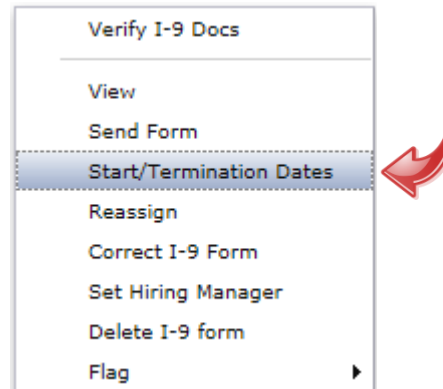 Verify I-9 Docs
View
Send Form
Start/Termination Dates
Reassign
Correct I-9 Form
Set Hiring Manager
Delete I-9 form
Flag